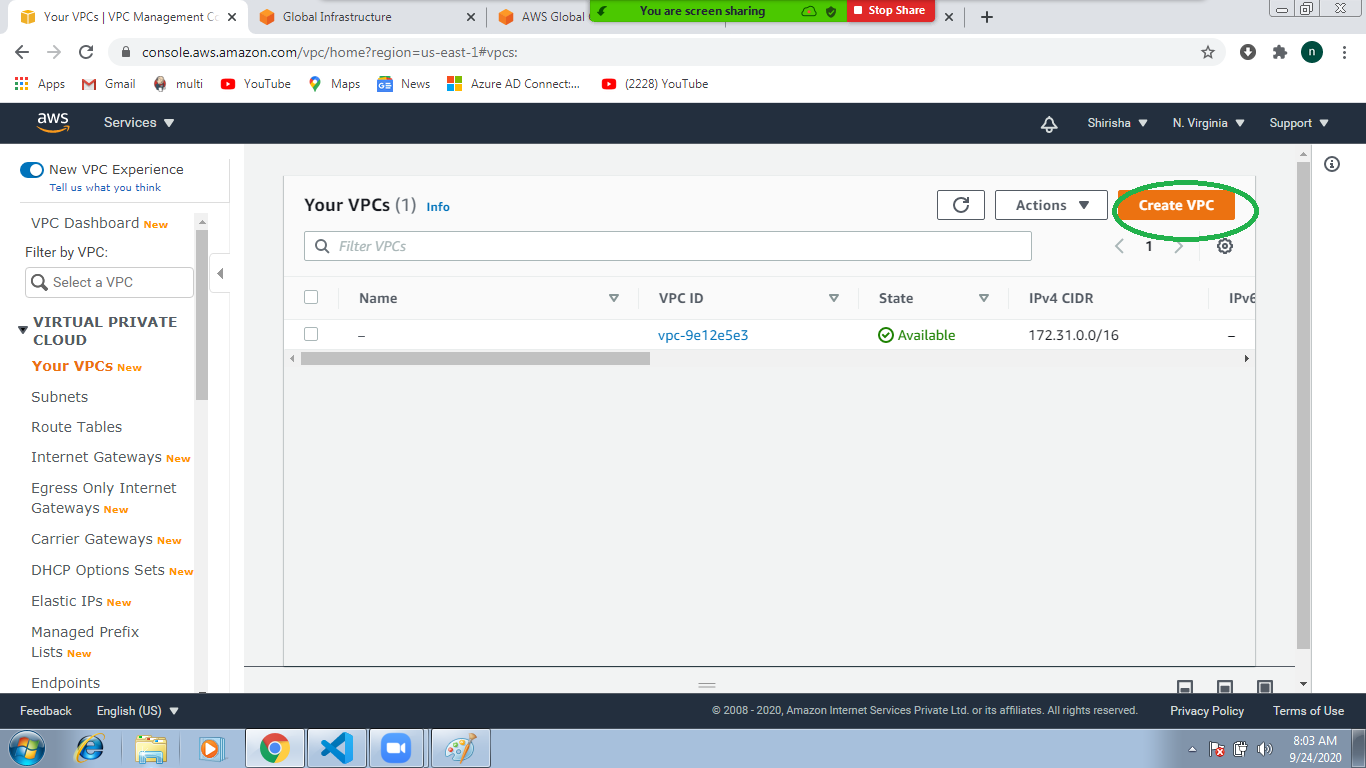 Your VPCs | VPC Management Co
Global Infrastructure
AWS Global
You are screen sharing
Stop Share
console.aws.amazon.com/vpc/home?region=us-east-1#vpcs:
n
Apps
Gmail
multi
YouTube
Maps
News
Azure AD Connect:...
(2228) YouTube
aws
Services
Shirisha
N. Virginia
Support
New VPC Experience
Tell us what you think
VPC Dashboard New
Filter by VPC:
Select a VPC
VIRTUAL PRIVATE
CLOUD
Your VPCs New
Subnets
Route Tables
Internet Gateways New
Egress Only Internet
Gateways New
Carrier Gateways New
DHCP Options Sets New
Elastic IPs New
Managed Prefix
Lists New
Endpoints
Your VPCs (1) Info
Actions
Create VPC
Filter VPCs
1
Name VPC ID State IPv4 CIDR IPv6
– vpc-9e12e5e3 Available 172.31.0.0/16 –
Feedback
English (US)
© 2008 - 2020, Amazon Internet Services Private Ltd. or its affiliates. All rights reserved.
Privacy Policy
Terms of Use
8:03 AM
9/24/2020